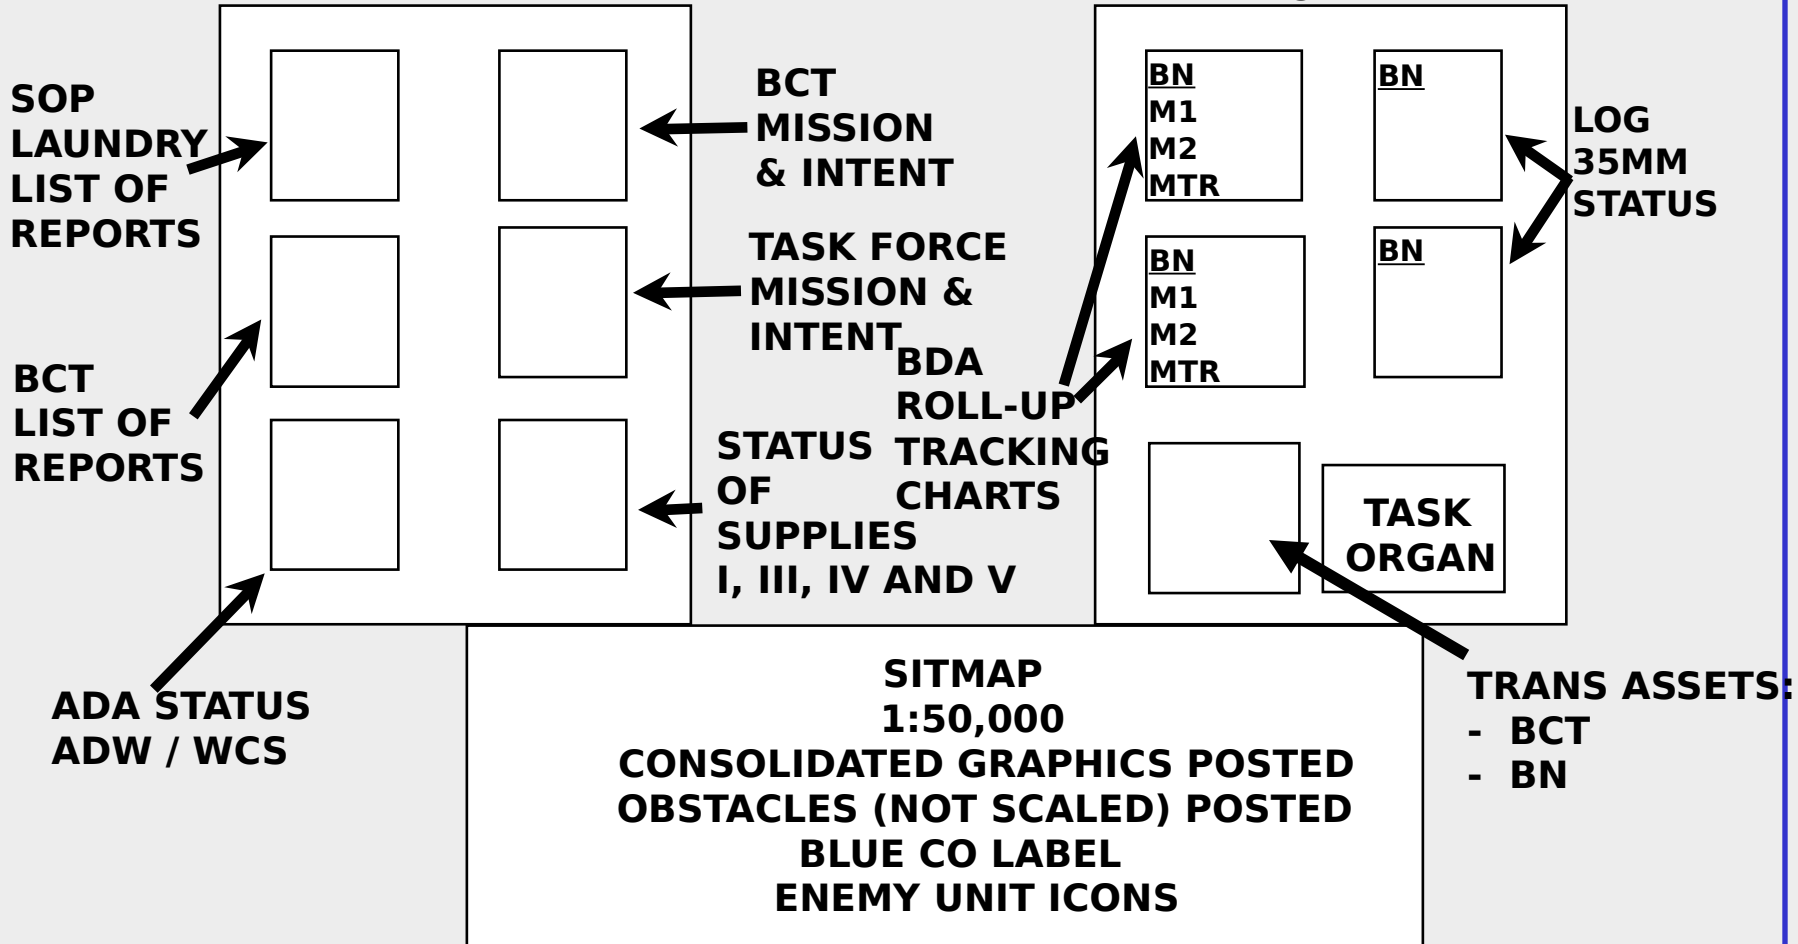 SOP
LAUNDRY
LIST OF
REPORTS
BCT
LIST OF
REPORTS
ADA STATUS
ADW / WCS
BCT
MISSION
& INTENT
TASK FORCE
MISSION &
INTENT
STATUS
OF
SUPPLIES
I, III, IV AND V
BDA
ROLL-UP
TRACKING
CHARTS
BN
M1
M2
MTR
BN
M1
M2
MTR
BN
BN
LOG
35MM
STATUS
TASK
ORGAN
TRANS ASSETS:
- BCT
- BN
SITMAP
1:50,000
CONSOLIDATED GRAPHICS POSTED
OBSTACLES (NOT SCALED) POSTED
BLUE CO LABEL
ENEMY UNIT ICONS